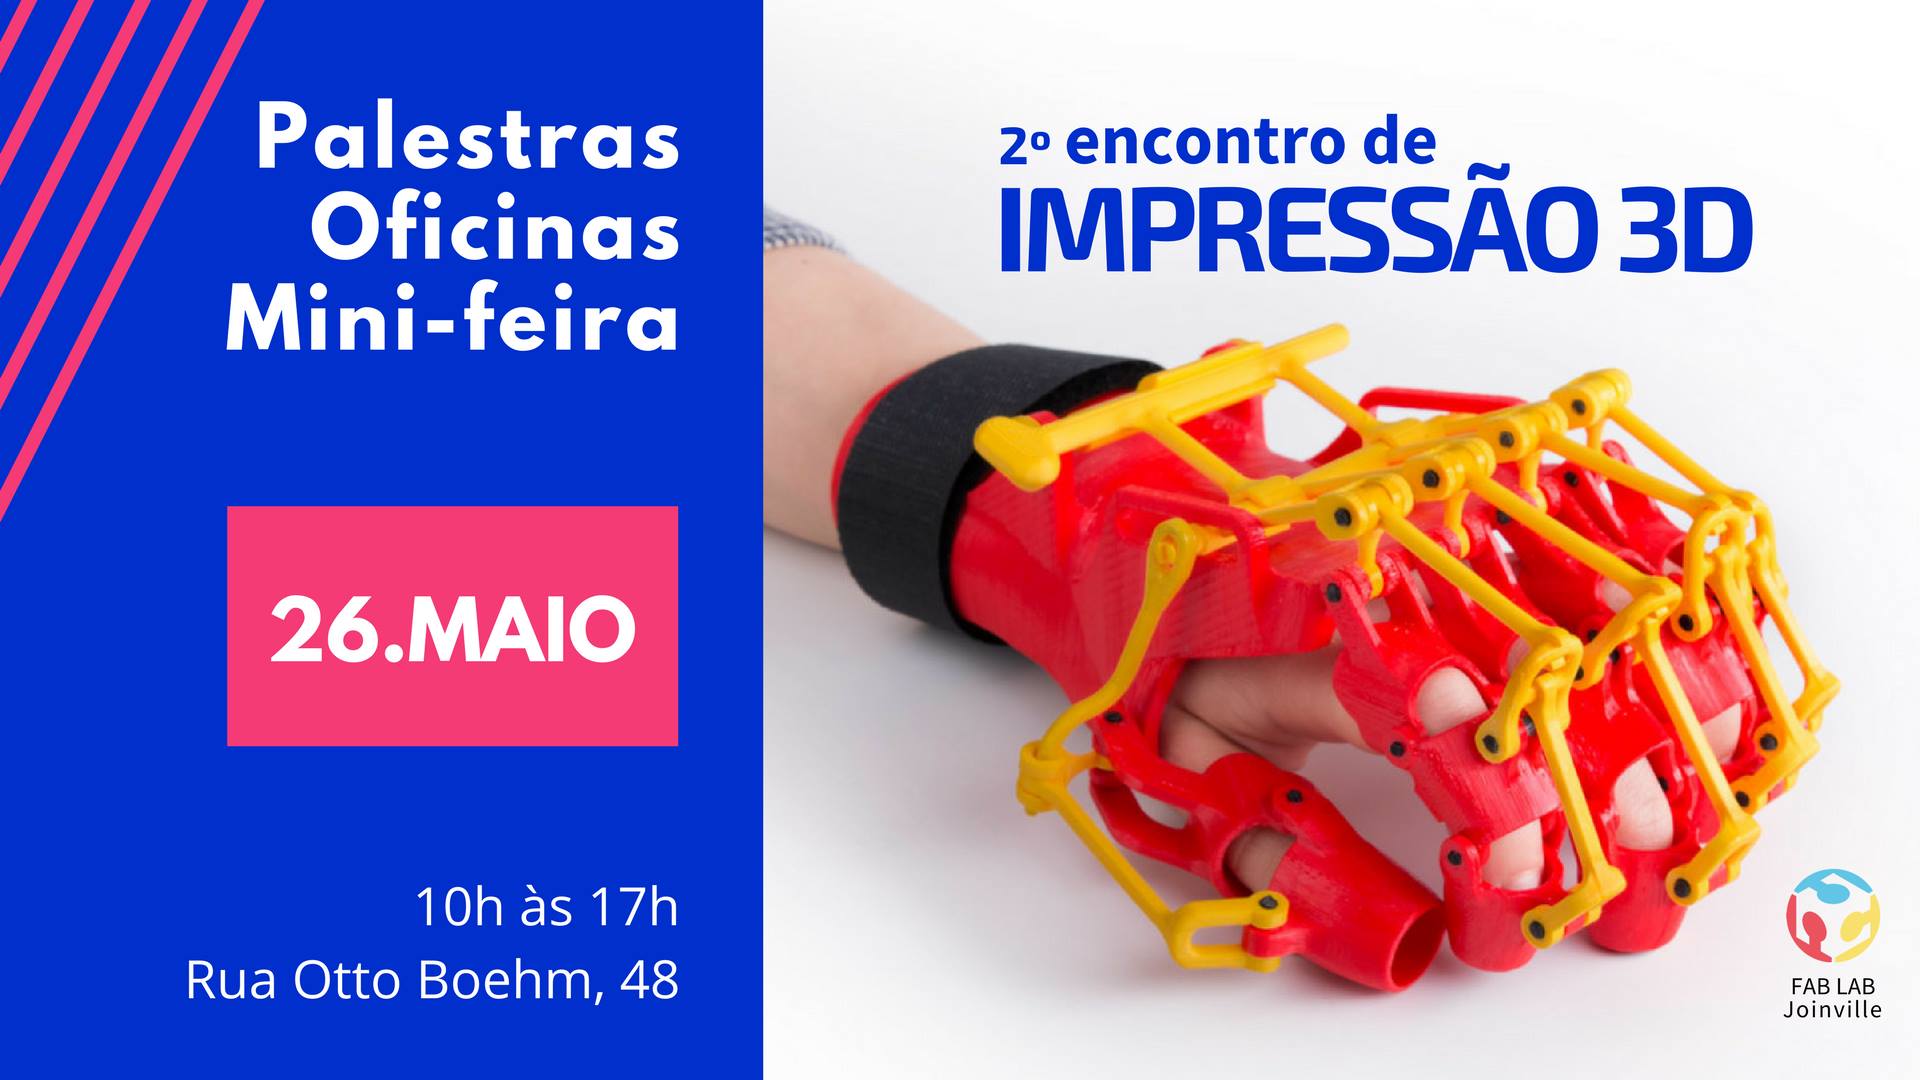 Palestras
Oficinas
Mini-feira
26.MAIO
10h às 17h
Rua Otto Boehm, 48
2º encontro de
IMPRESSÃO 3D
FAB LAB
Joinville